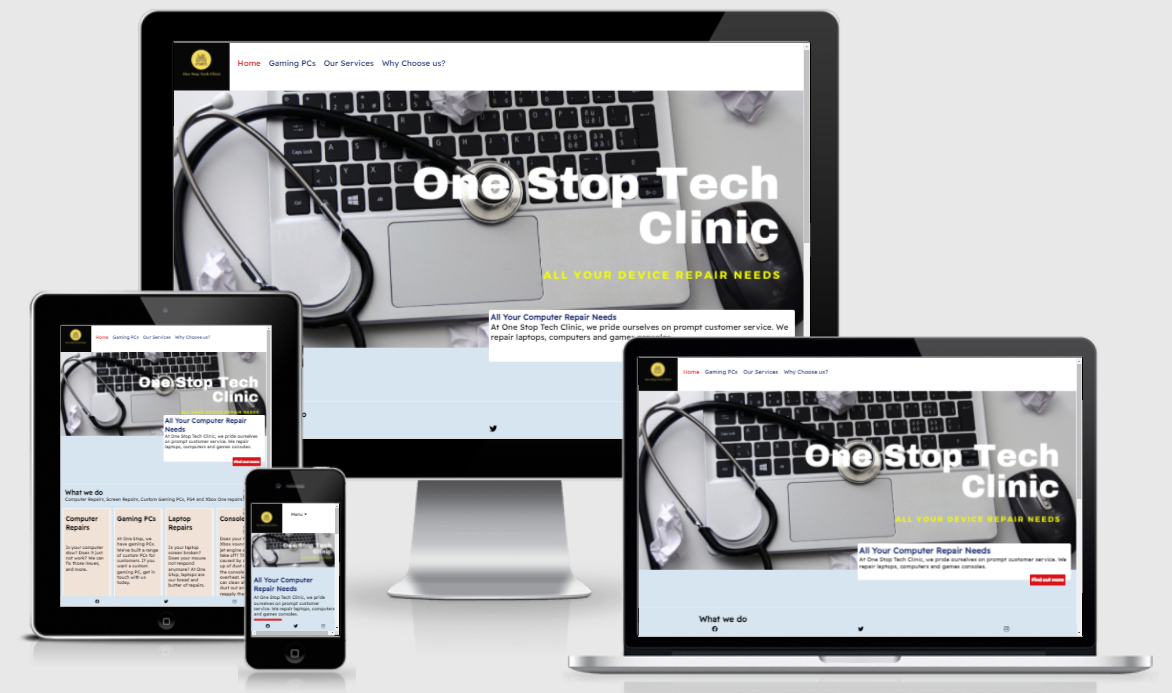 One Stop Tech Clinic
Home Gaming PCs Our Services Why Choose us?
One Stop Tech
Clinic
ALL YOUR DEVICE REPAIR NEEDS
All Your Computer Repair Needs
At One Stop Tech Clinic, we pride ourselves on prompt customer service. We
repair laptops, computers and games consoles.
Home Gaming PCs Our Services Why Choose us?
One Stop Tech
Clinic
ALL YOUR DEVICE REPAIR NEEDS
All Your Computer Repair
Needs
At One Stop Tech Clinic, we pride ourselves
on prompt customer service. We repair
laptops, computers and games consoles.
Find out more
What we do
Computer Repairs, Screen Repairs, Custom Gaming PCs, PS4 and Xbox One repairs
Computer
Repairs
Is your computer
slow? Does it just
not work? We can
fix those issues,
and more.
Gaming PCs
At One Stop, we
have gaming PCs.
We've built a range
of custom PCs for
customers. If you
want a custom
gaming PC, get in
touch with us
today.
Laptop
Repairs
Is your laptop
screen broken?
Does your mouse
not respond
anymore? At One
Stop, laptops are
our bread and
butter of repairs.
Console
Does your
Xbox sound
jet engine
take off? Th
caused by
up of dust
the console
overheat.
can clean
dust out an
reapply the
Menu
One Stop Tech
Clinic
All Your Computer
Repair Needs
At One Stop Tech Clinic, we pride
ourselves on prompt customer
service. We repair laptops, computers
and games consoles.
Home Gaming PCs Our Services Why Choose us?
One Stop Tech
Clinic
ALL YOUR DEVICE REPAIR NEEDS
All Your Computer Repair Needs
At One Stop Tech Clinic, we pride ourselves on prompt customer service. We
repair laptops, computers and games consoles.
Find out more
What we do